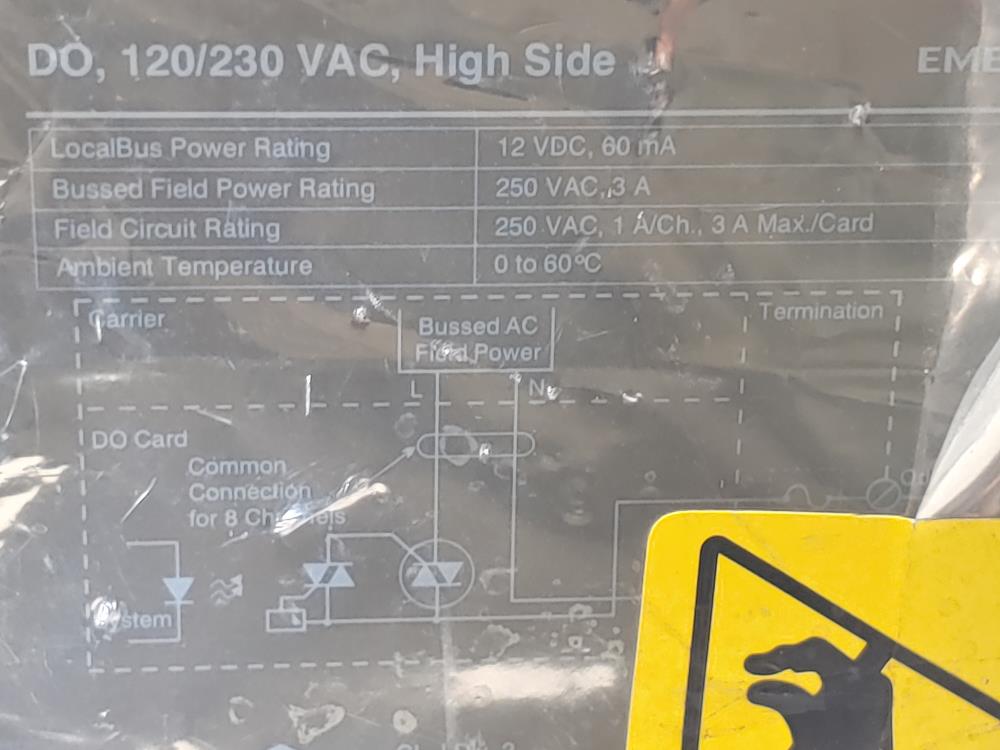 DO, 120/230 VAC, High Side
EME
LocalBus Power Rating 12 VDC, 60 mA
Bussed Field Power Rating 250 VAC, 3 A
Field Circuit Rating 250 VAC, 1 A/Ch., 3 A Max./Card
Ambient Temperature 0 to 60°C
Carrier
Bussed AC
Field Power
Termination
L N
DO Card
Common
Connection
for 8 Channels
System